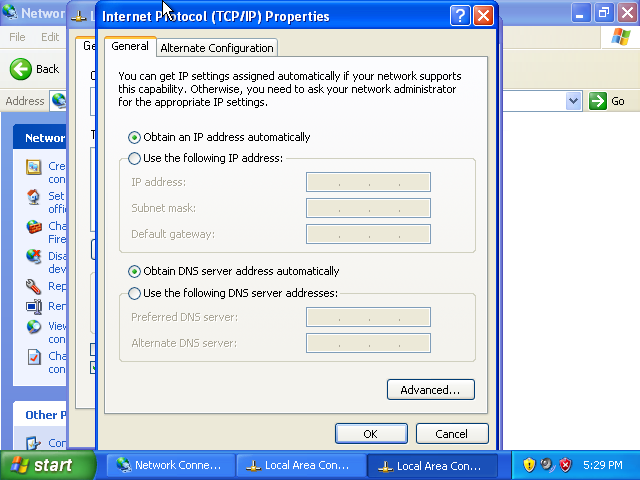 Network
File
Edit
Back
Address
Go
Network
Cre
con
Set
offic
Cha
Fire
Disa
dev
Rep
Ren
View
con
Cha
con
Other P
Con
Internet Protocol (TCP/IP) Properties
General
Alternate Configuration
You can get IP settings assigned automatically if your network supports
this capability. Otherwise, you need to ask your network administrator
for the appropriate IP settings.
Obtain an IP address automatically
Use the following IP address:
IP address:
Subnet mask:
Default gateway:
Obtain DNS server address automatically
Use the following DNS server addresses:
Preferred DNS server:
Alternate DNS server:
Advanced...
OK
Cancel
start
Network Conne...
Local Area Con...
Local Area Con...
5:29 PM